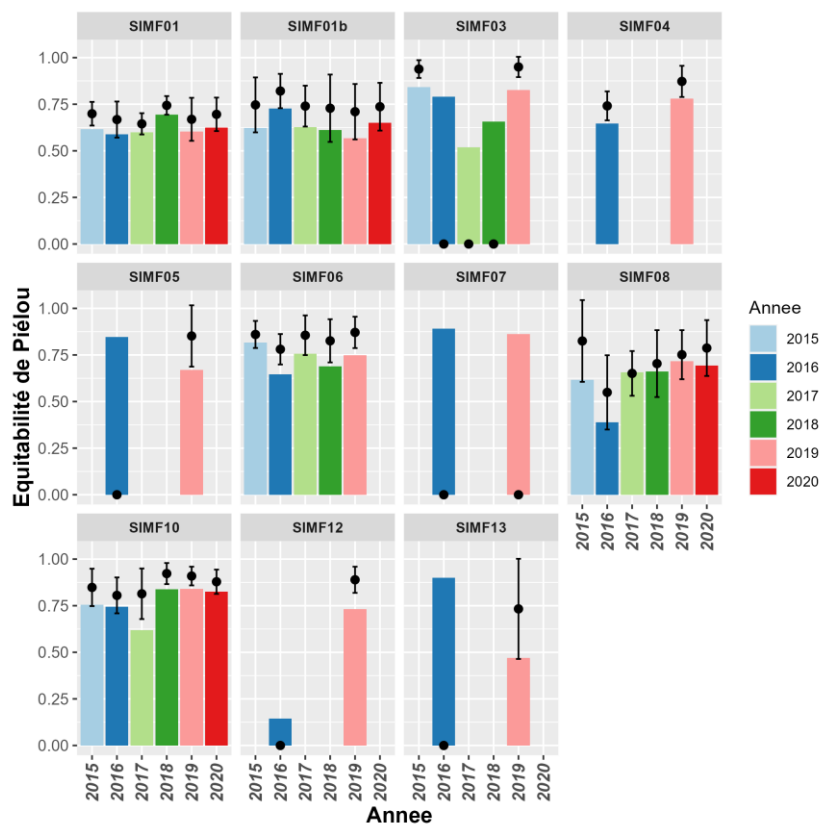 SIMF01 SIMF01b SIMF03 SIMF04
1.00
0.75
0.50
0.25
0.00
SIMF05 SIMF06 SIMF07 SIMF08
1.00
0.75
0.50
0.25
0.00
2015 2016 2017 2018 2019 2020
SIMF10 SIMF12 SIMF13
1.00
0.75
0.50
0.25
0.00
2015 2016 2017 2018 2019 2020 2015 2016 2017 2018 2019 2020 2015 2016 2017 2018 2019 2020
Annee
Equitabilité de Piélou
Annee
2015
2016
2017
2018
2019
2020